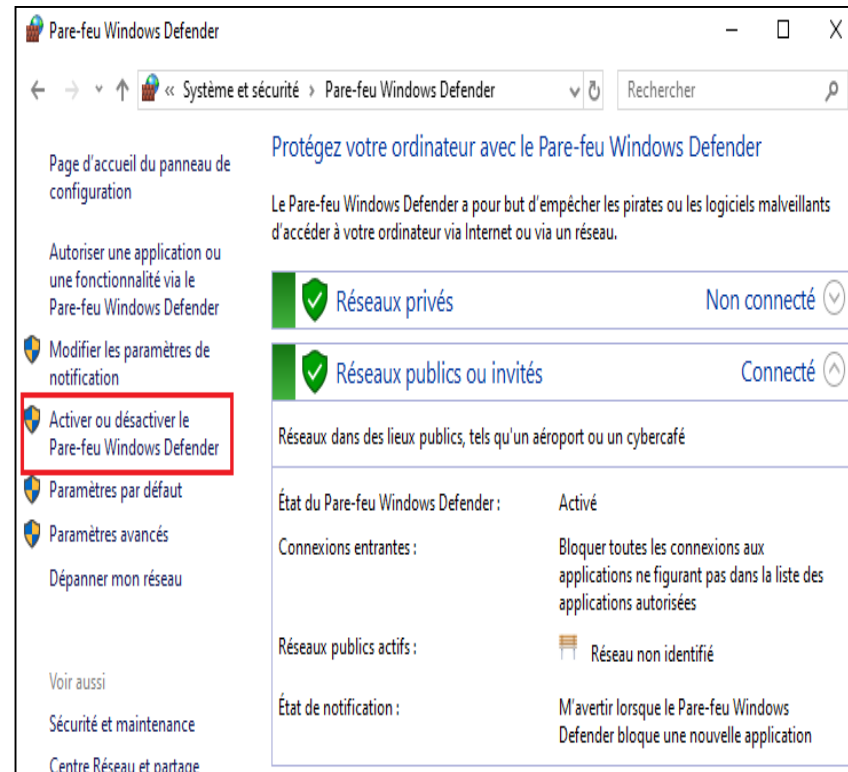 Pare-feu Windows Defender
« Système et sécurité › Pare-feu Windows Defender
Rechercher
Page d'accueil du panneau de
configuration
Autoriser une application ou
une fonctionnalité via le
Pare-feu Windows Defender
Modifier les paramètres de
notification
Activer ou désactiver le
Pare-feu Windows Defender
Paramètres par défaut
Paramètres avancés
Dépanner mon réseau
Voir aussi
Sécurité et maintenance
Centre Réseau et partage
Protégez votre ordinateur avec le Pare-feu Windows Defender
Le Pare-feu Windows Defender a pour but d'empêcher les pirates ou les logiciels malveillants
d'accéder à votre ordinateur via Internet ou via un réseau.
Réseaux privés Non connecté
Réseaux publics ou invités Connecté
Réseaux dans des lieux publics, tels qu'un aéroport ou un cybercafé
État du Pare-feu Windows Defender : Activé
Connexions entrantes : Bloquer toutes les connexions aux
applications ne figurant pas dans la liste des
applications autorisées
Réseaux publics actifs : Réseau non identifié
État de notification : M'avertir lorsque le Pare-feu Windows
Defender bloque une nouvelle application